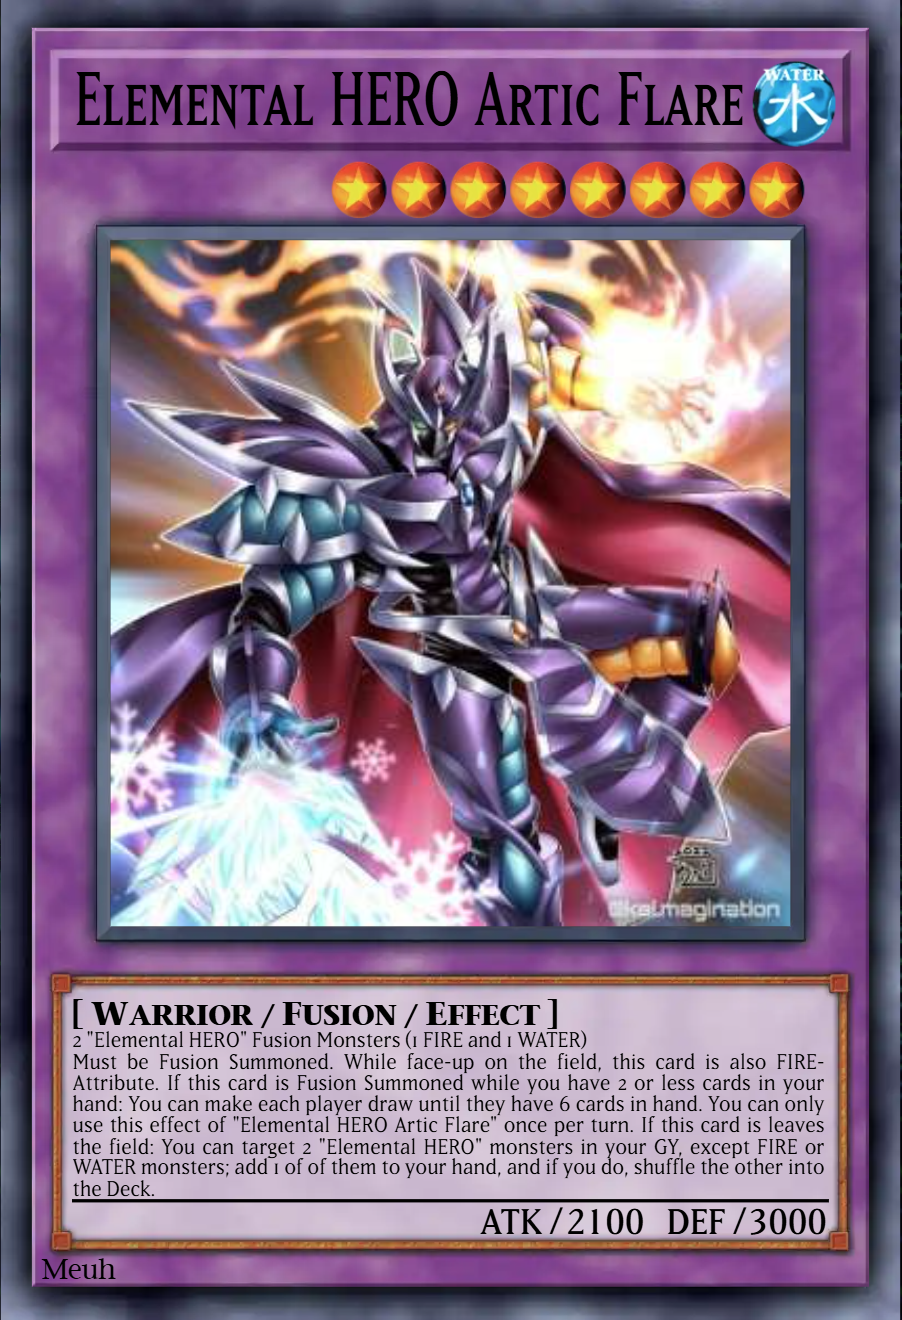 Elemental HERO Artic Flare
WATER
水
[ Warrior / Fusion / Effect ]
2 "Elemental HERO" Fusion Monsters (1 FIRE and 1 WATER)
Must be Fusion Summoned. While face-up on the field, this card is also FIRE-
Attribute. If this card is Fusion Summoned while you have 2 or less cards in your
hand: You can make each player draw until they have 6 cards in hand. You can only
use this effect of "Elemental HERO Artic Flare" once per turn. If this card is leaves
the field: You can target 2 "Elemental HERO" monsters in your GY, except FIRE or
WATER monsters; add 1 of of them to your hand, and if you do, shuffle the other into
the Deck.
ATK/2100 DEF/3000
Meuh